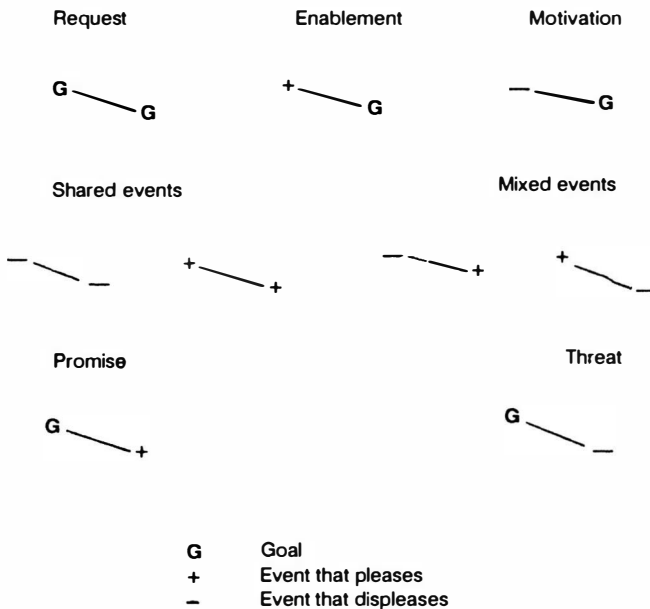 Request Enablement Motivation
G + —
G G G
Shared events Mixed events
— + — +
— + + —
Promise Threat
G G
+ —
G Goal
+ Event that pleases
— Event that displeases